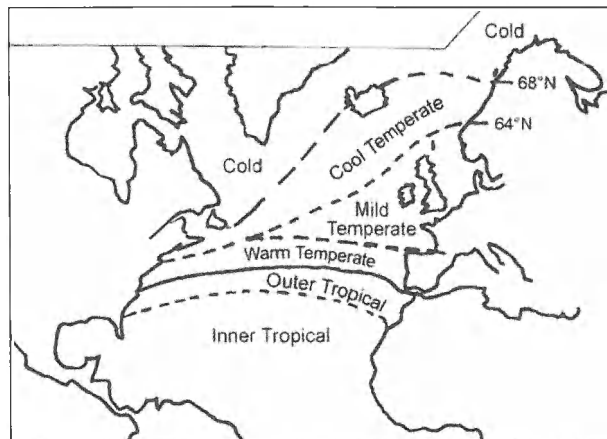 Cold
68°N
64°N
Cool Temperate
Cold
Mild
Temperate
Warm Temperate
Outer Tropical
Inner Tropical